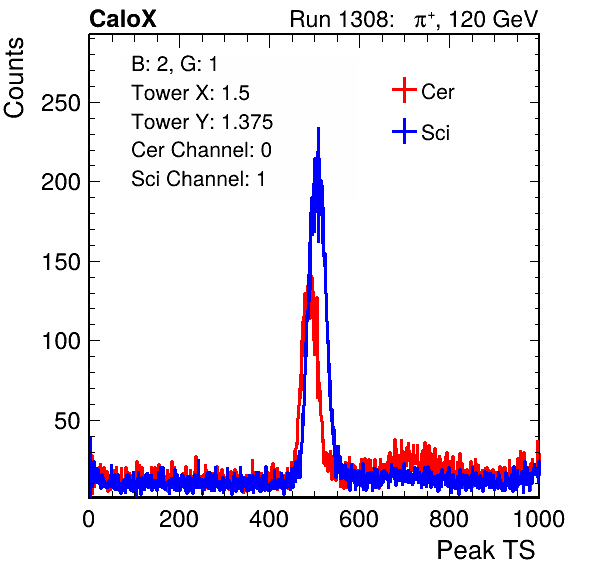 CaloX Run 1308: π⁺, 120 GeV
Counts
B: 2, G: 1
Tower X: 1.5
Tower Y: 1.375
Cer Channel: 0
Sci Channel: 1
Cer
Sci
250
200
150
100
50
0 200 400 600 800 1000
Peak TS